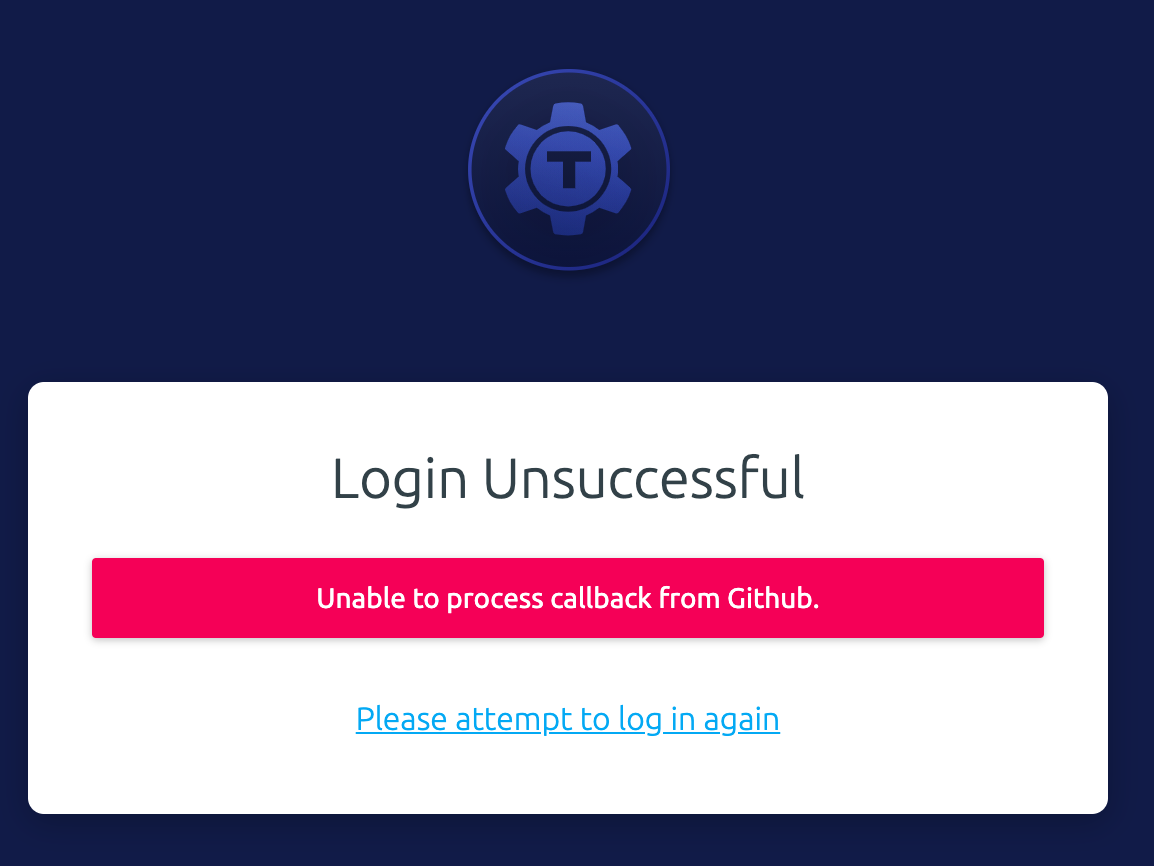 T
Login Unsuccessful
Unable to process callback from Github.
Please attempt to log in again